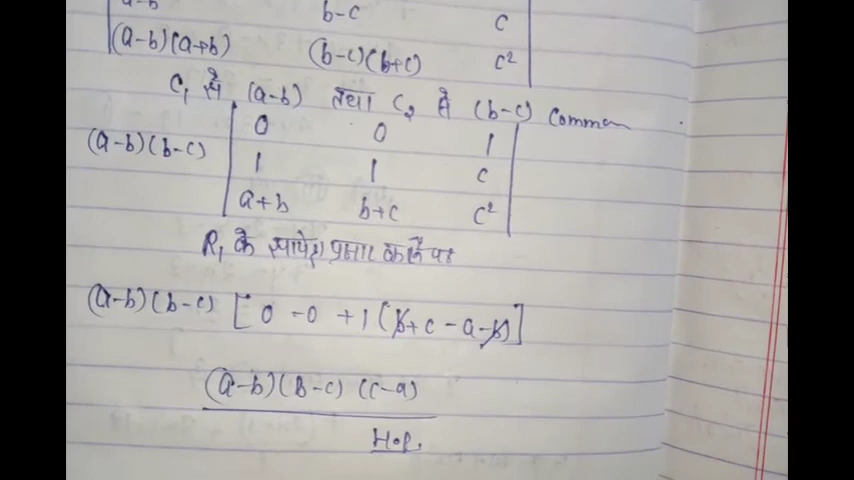 a-b b-c c
(a-b)(a+b) (b-c)(b+c) c²
C₁ से (a-b) तथा C₂ से (b-c) Common
0 0 1
(a-b)(b-c) 1 1 c
a+b b+c c²
R₁ के सापेक्ष प्रसार करने पर
(a-b)(b-c) [0-0+1(b+c-a-b)]
(a-b)(b-c)(c-a)
H.P.